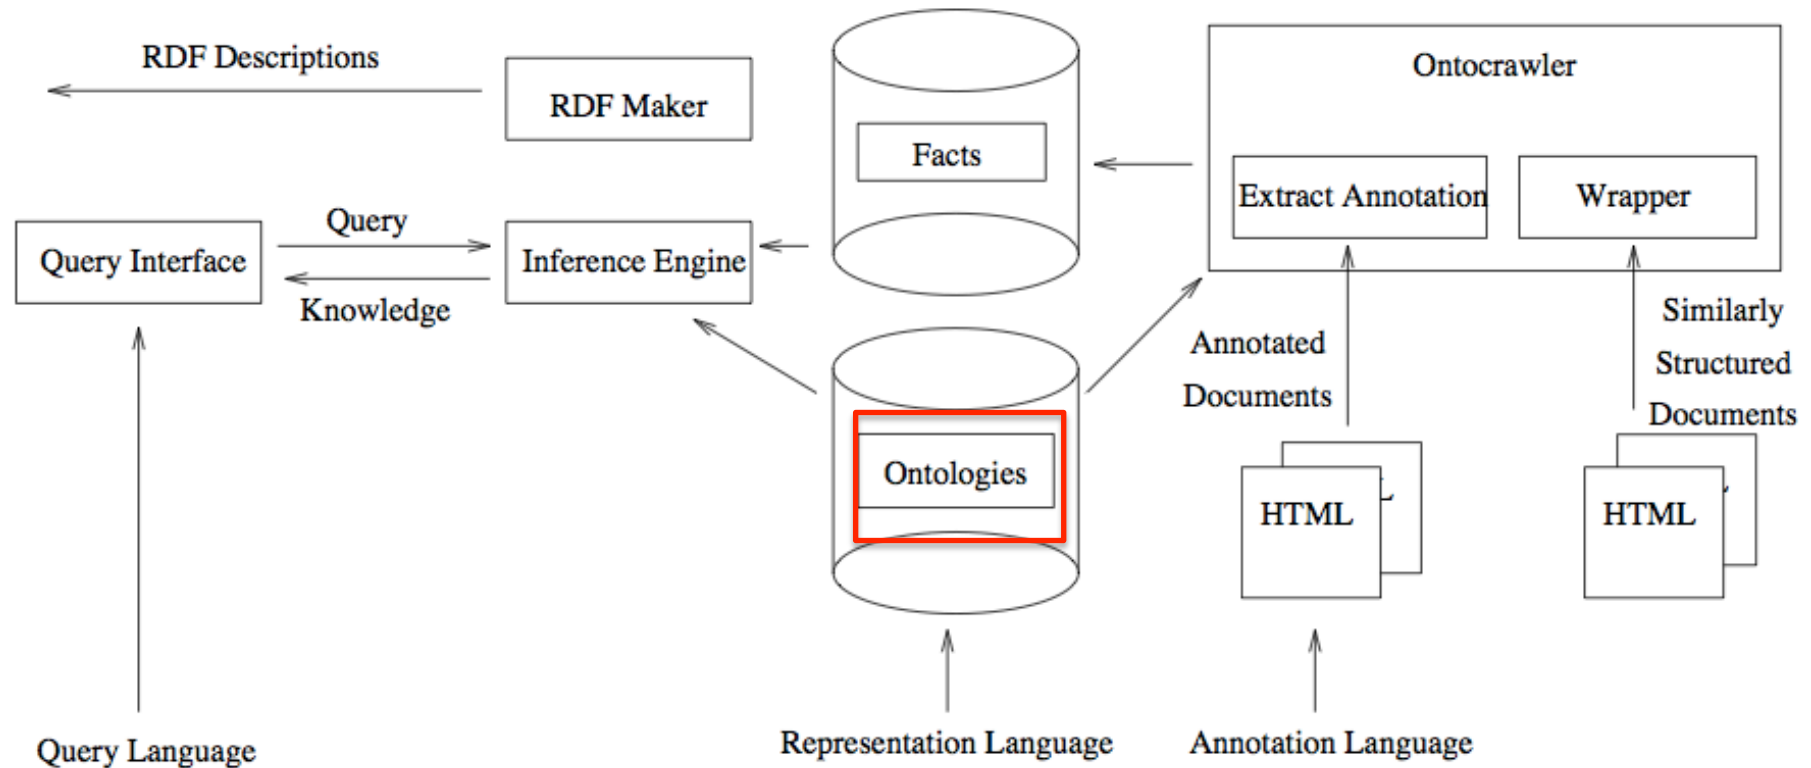 RDF Descriptions
RDF Maker
Facts
Ontocrawler
Extract Annotation
Wrapper
Query
Query Interface
Inference Engine
Knowledge
Annotated
Documents
Similarly
Structured
Documents
Ontologies
HTML
L
HTML
Query Language
Representation Language
Annotation Language